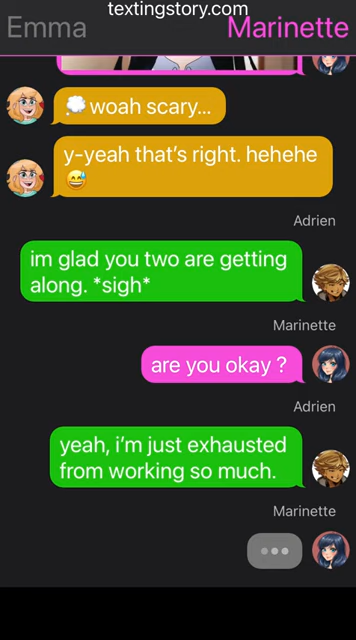 textingstory.com
Emma
Marinette
💭woah scary...
y-yeah that's right. hehehe
😅
Adrien
im glad you two are getting
along. *sigh*
Marinette
are you okay ?
Adrien
yeah, i'm just exhausted
from working so much.
Marinette